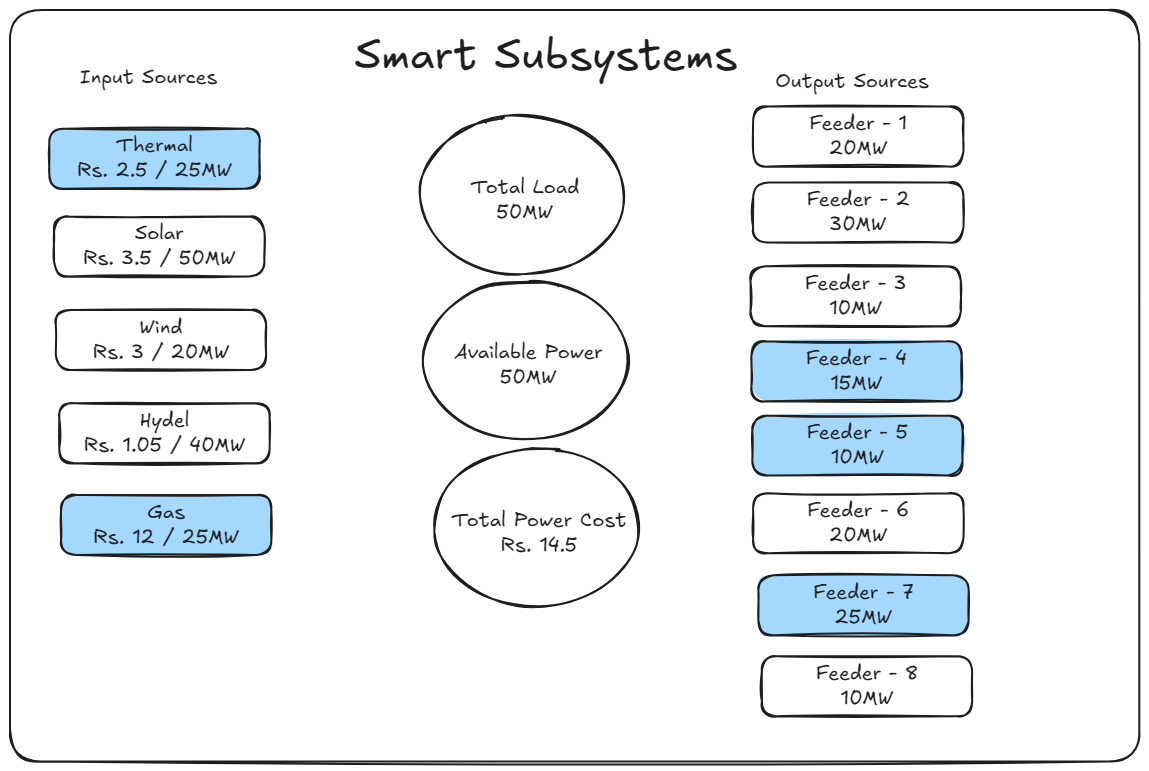 Smart Subsystems
Input Sources
Thermal
Rs. 2.5 / 25MW
Solar
Rs. 3.5 / 50MW
Wind
Rs. 3 / 20MW
Hydel
Rs. 1.05 / 40MW
Gas
Rs. 12 / 25MW
Total Load
50MW
Available Power
50MW
Total Power Cost
Rs. 14.5
Output Sources
Feeder - 1
20MW
Feeder - 2
30MW
Feeder - 3
10MW
Feeder - 4
15MW
Feeder - 5
10MW
Feeder - 6
20MW
Feeder - 7
25MW
Feeder - 8
10MW